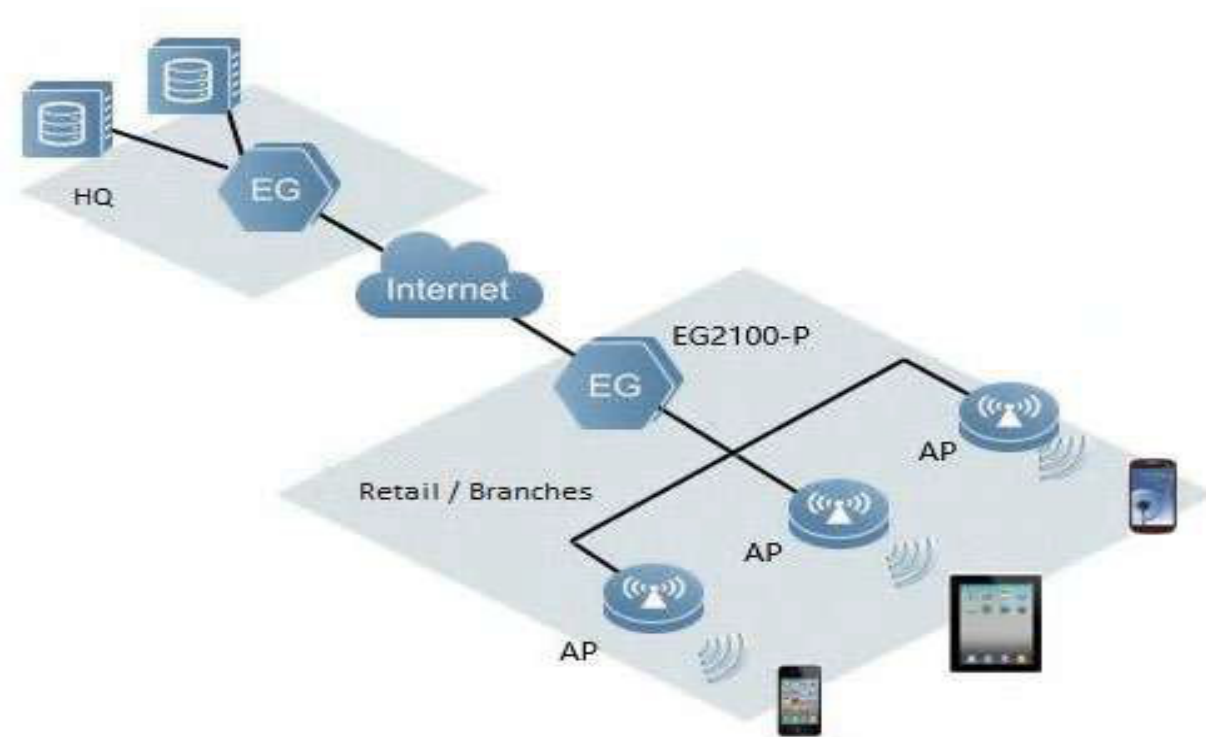 HQ
EG
Internet
EG2100-P
EG
AP
Retail / Branches
AP
AP